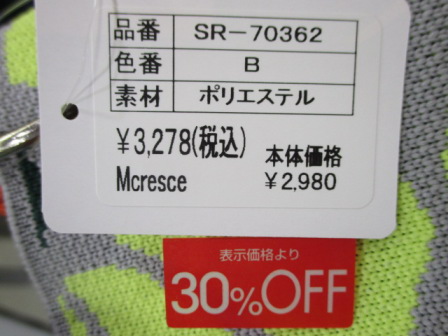 品番 SR-70362
色番 B
素材 ポリエステル
¥3,278(税込) 本体価格
Mcresce ¥2,980
表示価格より
30%OFF